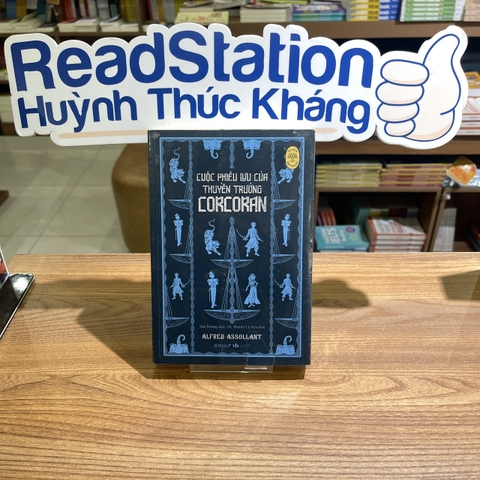 ReadStation
Huỳnh Thúc Kháng
CUỘC PHIÊU LƯU CỦA
THUYỀN TRƯỞNG
CORCORAN
ALFRED ASSOLLANT